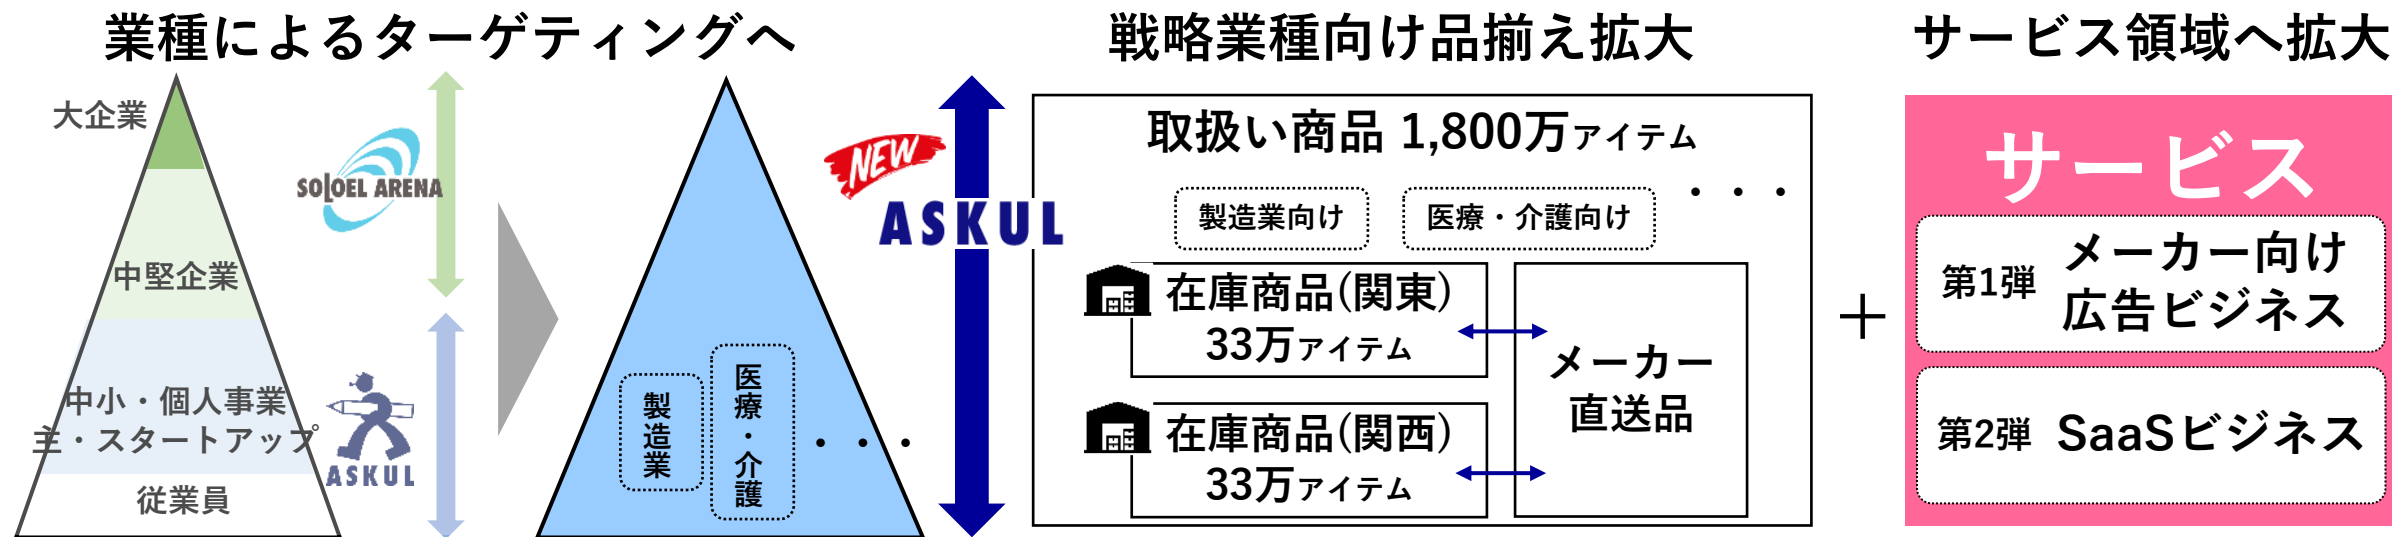 業種によるターゲティングへ
大企業
SOLOEL ARENA
中堅企業
中小・個人事業
主・スタートアップ
ASKUL
従業員
製造業
医療・介護
・・・
NEW
ASKUL
戦略業種向け品揃え拡大
取扱い商品 1,800万アイテム
製造業向け
医療・介護向け
・・・
在庫商品(関東)
33万アイテム
在庫商品(関西)
33万アイテム
メーカー
直送品
＋
サービス領域へ拡大
サービス
第1弾
メーカー向け
広告ビジネス
第2弾
SaaSビジネス